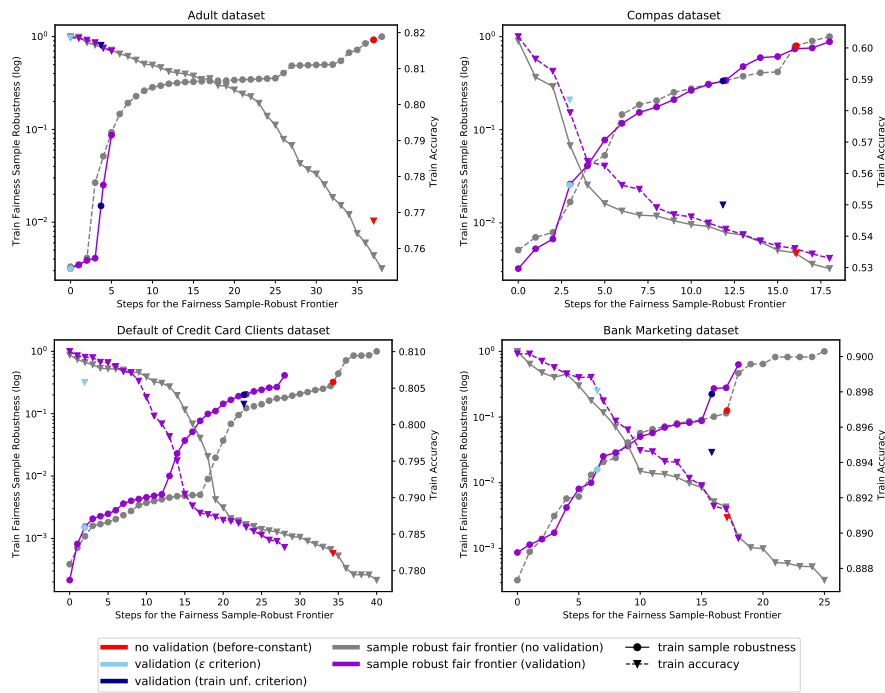 Adult dataset
Train Fairness Sample Robustness (log)
10⁰
10⁻¹
10⁻²
0.82
0.81
0.80
0.79
0.78
0.77
0.76
Train Accuracy
0 5 10 15 20 25 30 35
Steps for the Fairness Sample-Robust Frontier
Compas dataset
Train Fairness Sample Robustness (log)
10⁰
10⁻¹
10⁻²
0.60
0.59
0.58
0.57
0.56
0.55
0.54
0.53
Train Accuracy
0.0 2.5 5.0 7.5 10.0 12.5 15.0 17.5
Steps for the Fairness Sample-Robust Frontier
Default of Credit Card Clients dataset
Train Fairness Sample Robustness (log)
10⁰
10⁻¹
10⁻²
10⁻³
0.810
0.805
0.800
0.795
0.790
0.785
0.780
Train Accuracy
0 5 10 15 20 25 30 35 40
Steps for the Fairness Sample-Robust Frontier
Bank Marketing dataset
Train Fairness Sample Robustness (log)
10⁰
10⁻¹
10⁻²
10⁻³
0.900
0.898
0.896
0.894
0.892
0.890
0.888
Train Accuracy
0 5 10 15 20 25
Steps for the Fairness Sample-Robust Frontier
no validation (before-constant)
validation (ε criterion)
validation (train unf. criterion)
sample robust fair frontier (no validation)
sample robust fair frontier (validation)
train sample robustness
train accuracy